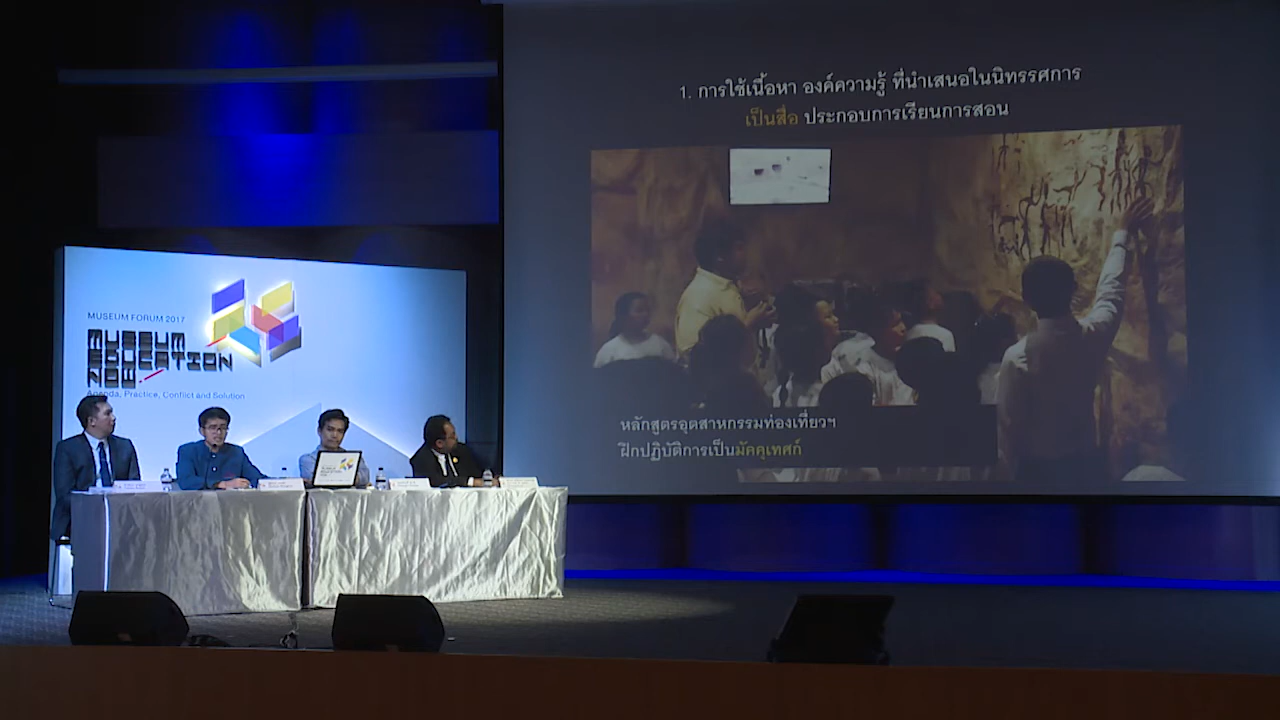 1. การใช้เนื้อหา องค์ความรู้ ที่นำเสนอในนิทรรศการ
เป็นสื่อ ประกอบการเรียนการสอน
หลักสูตรอุตสาหกรรมท่องเที่ยวฯ
ฝึกปฏิบัติการเป็นมัคคุเทศก์
MUSEUM FORUM 2017
MUSEUM
EDUCATION
NOW
Agenda, Practice, Conflict and Solution